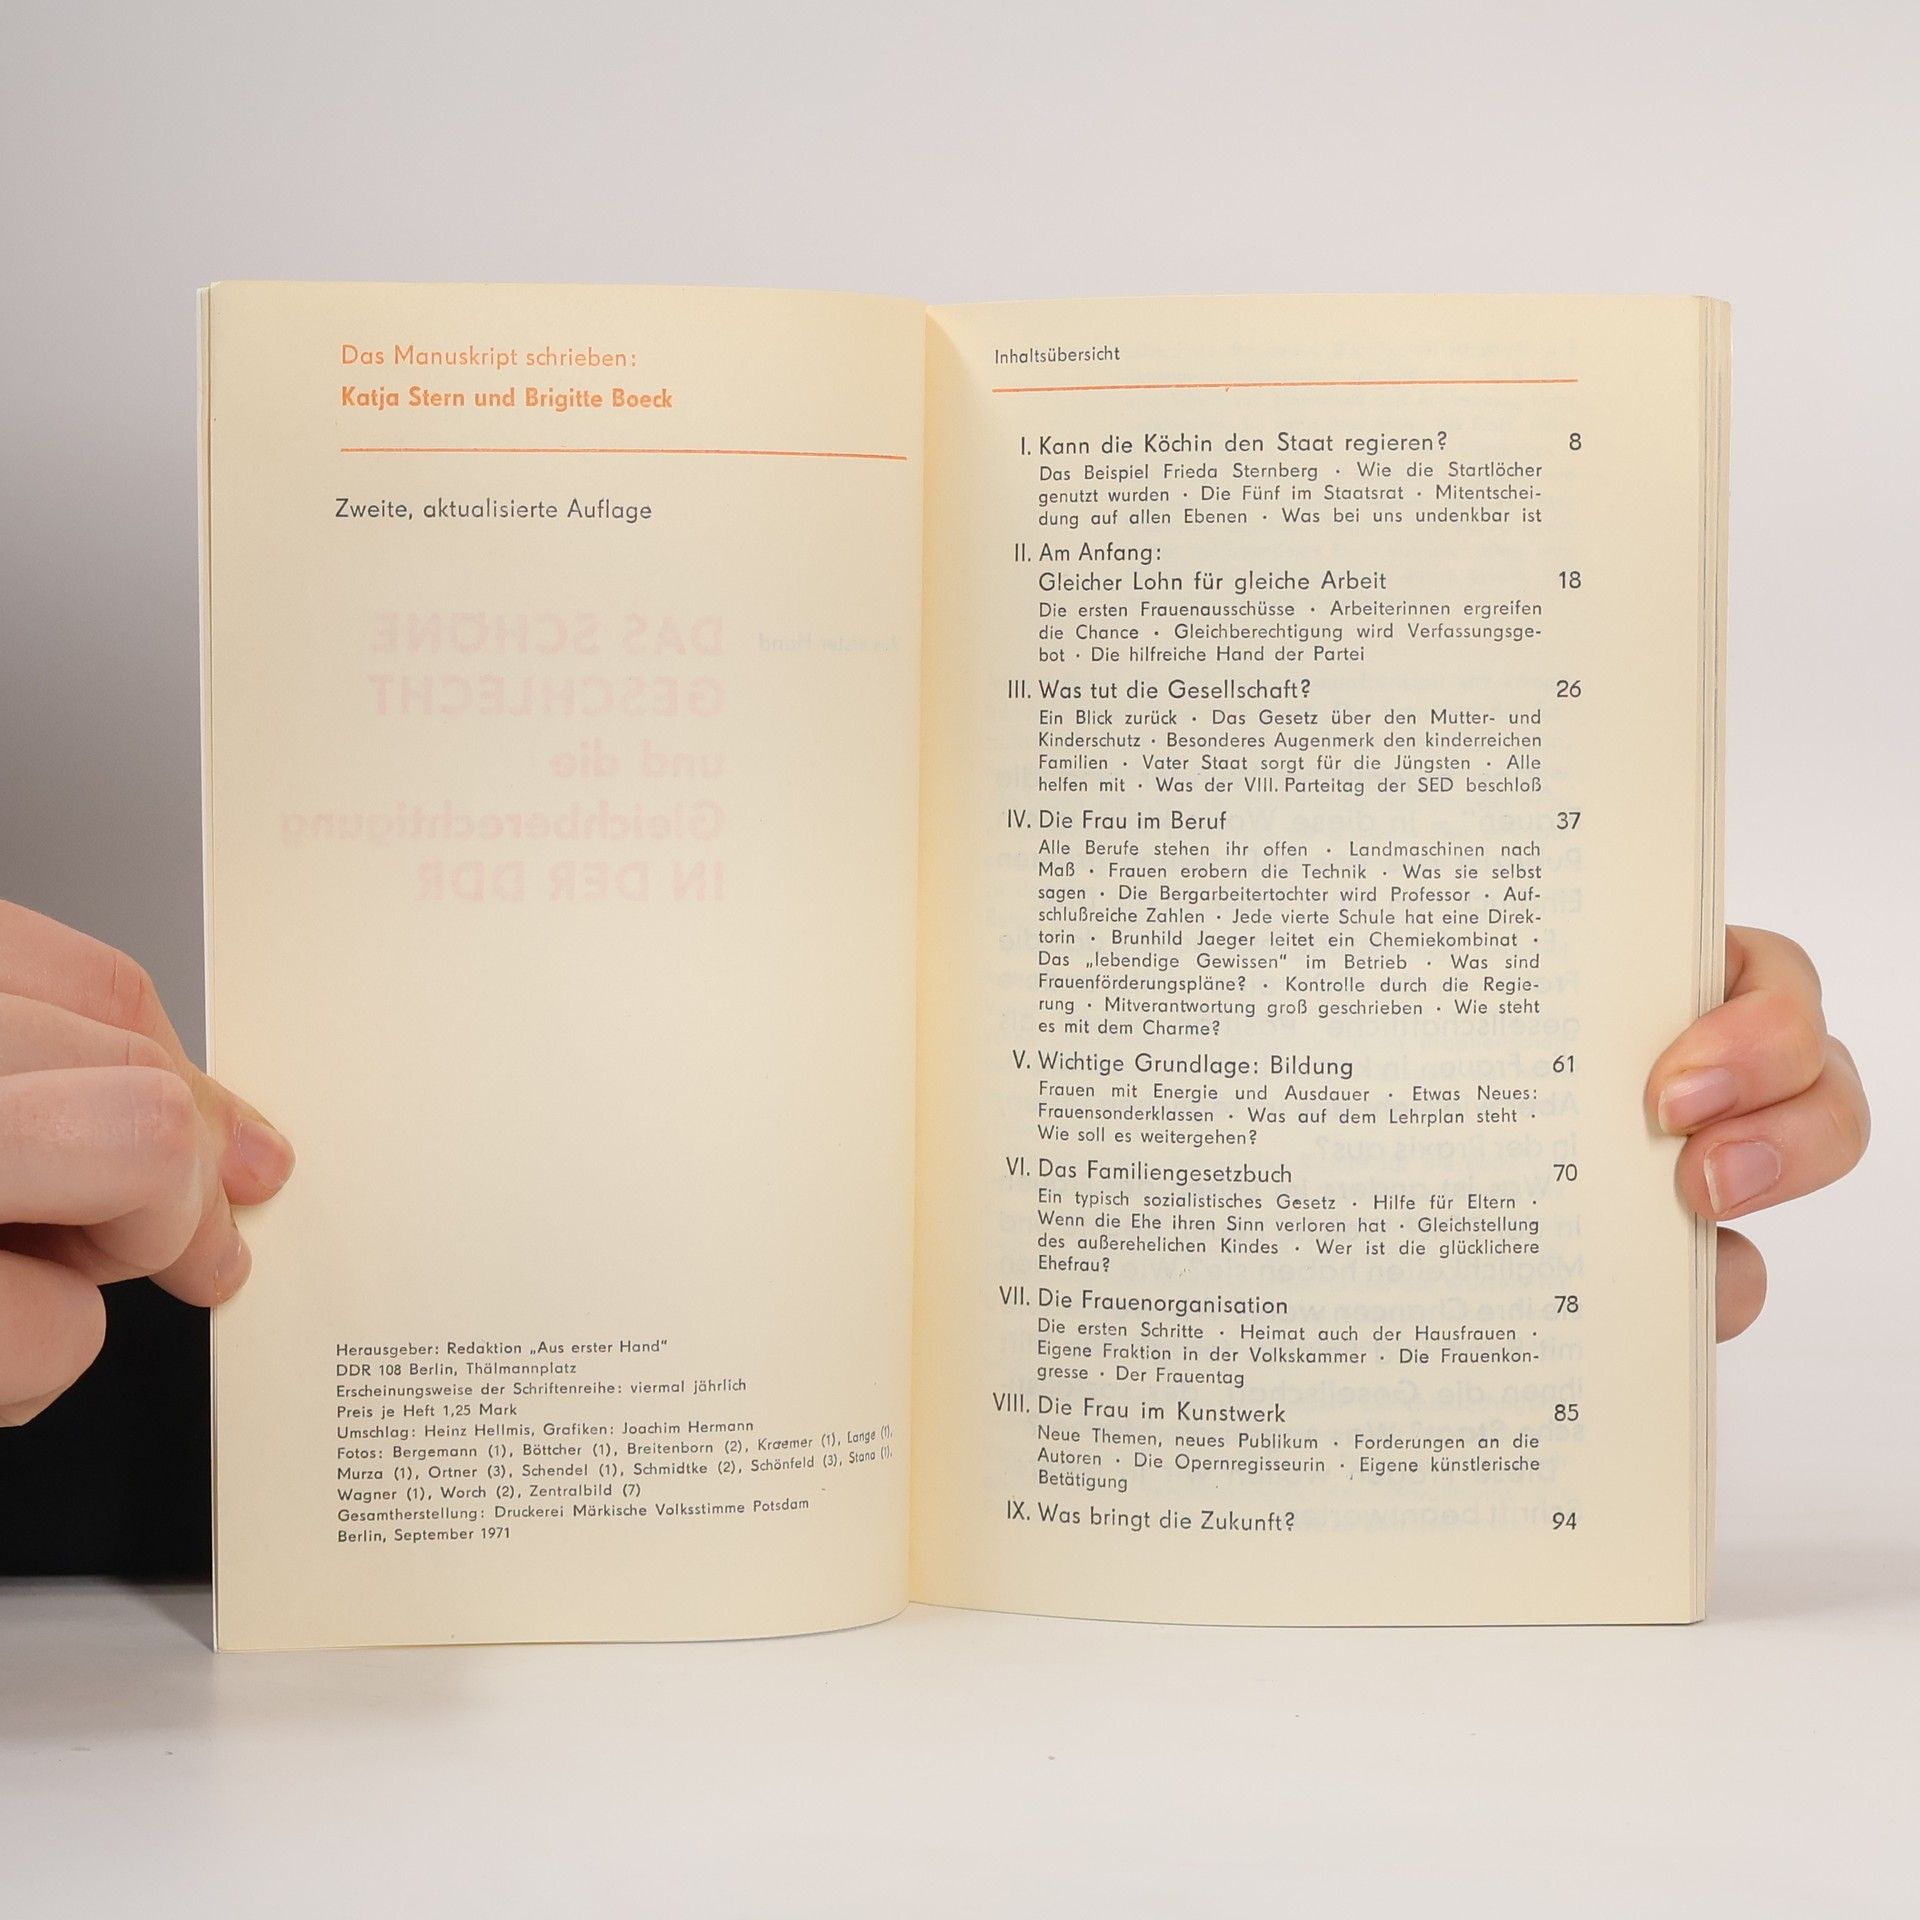 Das Manuskript schrieben:
Katja Stern und Brigitte Boeck
Zweite, aktualisierte Auflage
Aus erster Hand
DAS SCHÖNE
GESCHLECHT
und die
Gleichberechtigung
IN DER DDR
Herausgeber: Redaktion „Aus erster Hand“
DDR 108 Berlin, Thälmannplatz
Erscheinungsweise der Schriftenreihe: viermal jährlich
Preis je Heft 1,25 Mark
Umschlag: Heinz Hellmis, Grafiken: Joachim Hermann
Fotos: Bergemann (1), Böttcher (1), Breitenborn (2), Kraemer (1), Lange (1),
Murza (1), Ortner (3), Schendel (1), Schmidtke (2), Schönfeld (3), Stana (1),
Wagner (1), Worch (2), Zentralbild (7)
Gesamtherstellung: Druckerei Märkische Volksstimme Potsdam
Berlin, September 1971
Inhaltsübersicht
I. Kann die Köchin den Staat regieren? 8
Das Beispiel Frieda Sternberg · Wie die Startlöcher
genutzt wurden · Die Fünf im Staatsrat · Mitentschei-
dung auf allen Ebenen · Was bei uns undenkbar ist
II. Am Anfang:
Gleicher Lohn für gleiche Arbeit 18
Die ersten Frauenausschüsse · Arbeiterinnen ergreifen
die Chance · Gleichberechtigung wird Verfassungsge-
bot · Die hilfreiche Hand der Partei
III. Was tut die Gesellschaft? 26
Ein Blick zurück · Das Gesetz über den Mutter- und
Kinderschutz · Besonderes Augenmerk den kinderreichen
Familien · Vater Staat sorgt für die Jüngsten · Alle
helfen mit · Was der VIII. Parteitag der SED beschloß
IV. Die Frau im Beruf 37
Alle Berufe stehen ihr offen · Landmaschinen nach
Maß · Frauen erobern die Technik · Was sie selbst
sagen · Die Bergarbeitertochter wird Professor · Auf-
schlußreiche Zahlen · Jede vierte Schule hat eine Direk-
torin · Brunhild Jaeger leitet ein Chemiekombinat ·
Das „lebendige Gewissen“ im Betrieb · Was sind
Frauenförderungspläne? · Kontrolle durch die Regie-
rung · Mitverantwortung groß geschrieben · Wie steht
es mit dem Charme?
V. Wichtige Grundlage: Bildung 61
Frauen mit Energie und Ausdauer · Etwas Neues:
Frauensonderklassen · Was auf dem Lehrplan steht ·
Wie soll es weitergehen?
VI. Das Familiengesetzbuch 70
Ein typisch sozialistisches Gesetz · Hilfe für Eltern ·
Wenn die Ehe ihren Sinn verloren hat · Gleichstellung
des außerehelichen Kindes · Wer ist die glücklichere
Ehefrau?
VII. Die Frauenorganisation 78
Die ersten Schritte · Heimat auch der Hausfrauen ·
Eigene Fraktion in der Volkskammer · Die Frauenkon-
gresse · Der Frauentag
VIII. Die Frau im Kunstwerk 85
Neue Themen, neues Publikum · Forderungen an die
Autoren · Die Opernregisseurin · Eigene künstlerische
Betätigung
IX. Was bringt die Zukunft? 94